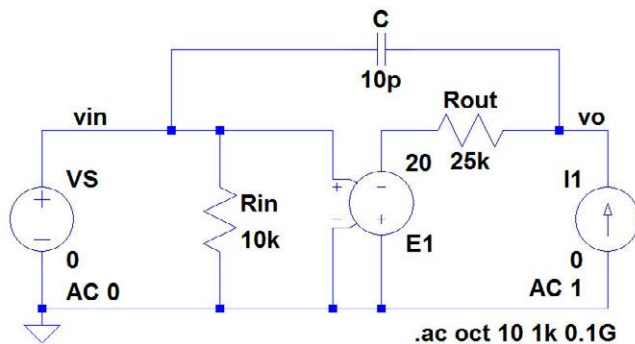 C
10p
Rout
vin
vo
20
25k
VS
I1
+
-
+
-
-
+
Rin
10k
E1
0
0
AC 0
AC 1
.ac oct 10 1k 0.1G